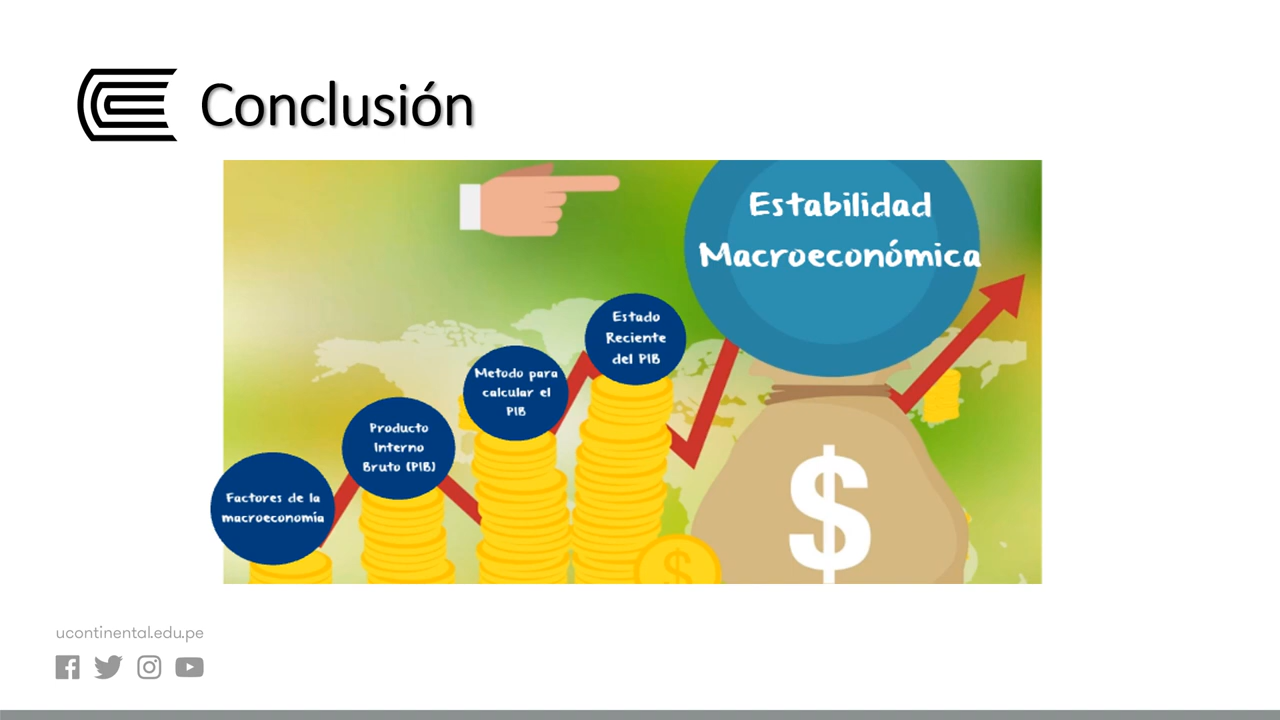 Conclusión
Estabilidad
Macroeconómica
Estado
Reciente
del PIB
Metodo para
calcular el
PIB
Producto
Interno
Bruto (PIB)
Factores de la
macroeconomía
$
$
ucontinental.edu.pe